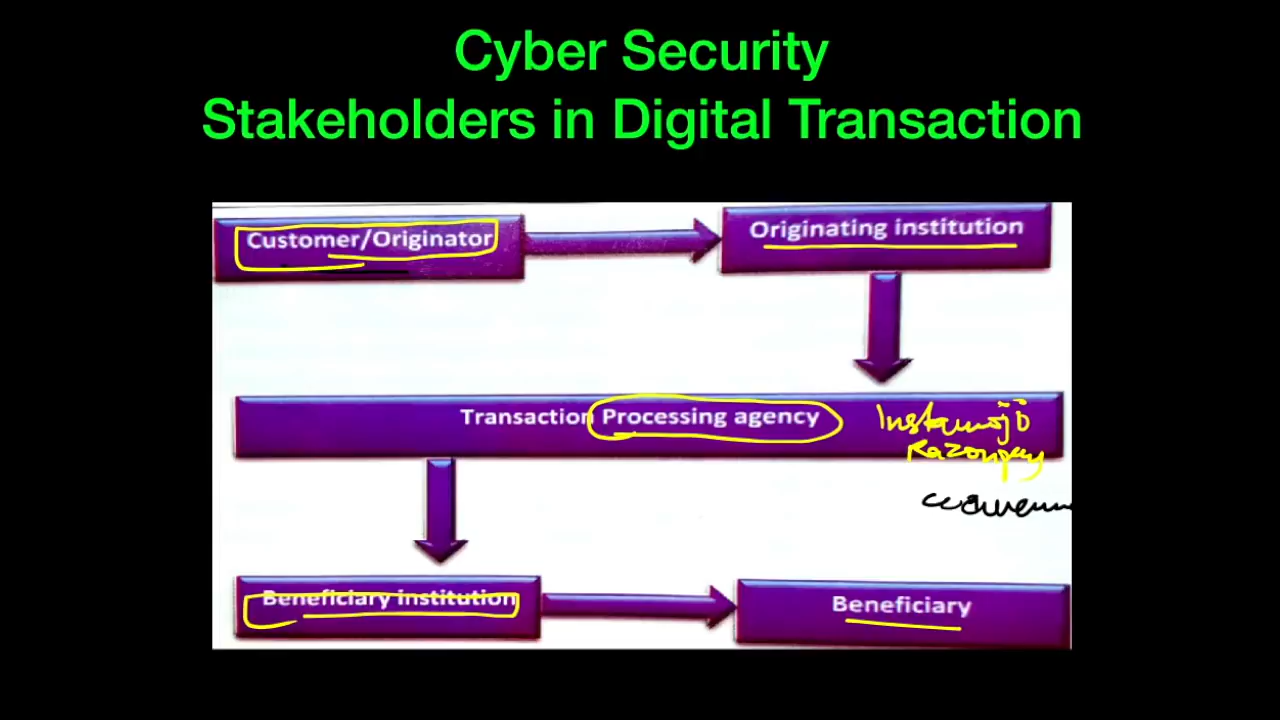 Cyber Security
Stakeholders in Digital Transaction
Customer/Originator
Originating institution
Transaction Processing agency
Instamojo
Razorpay
Beneficiary institution
Beneficiary